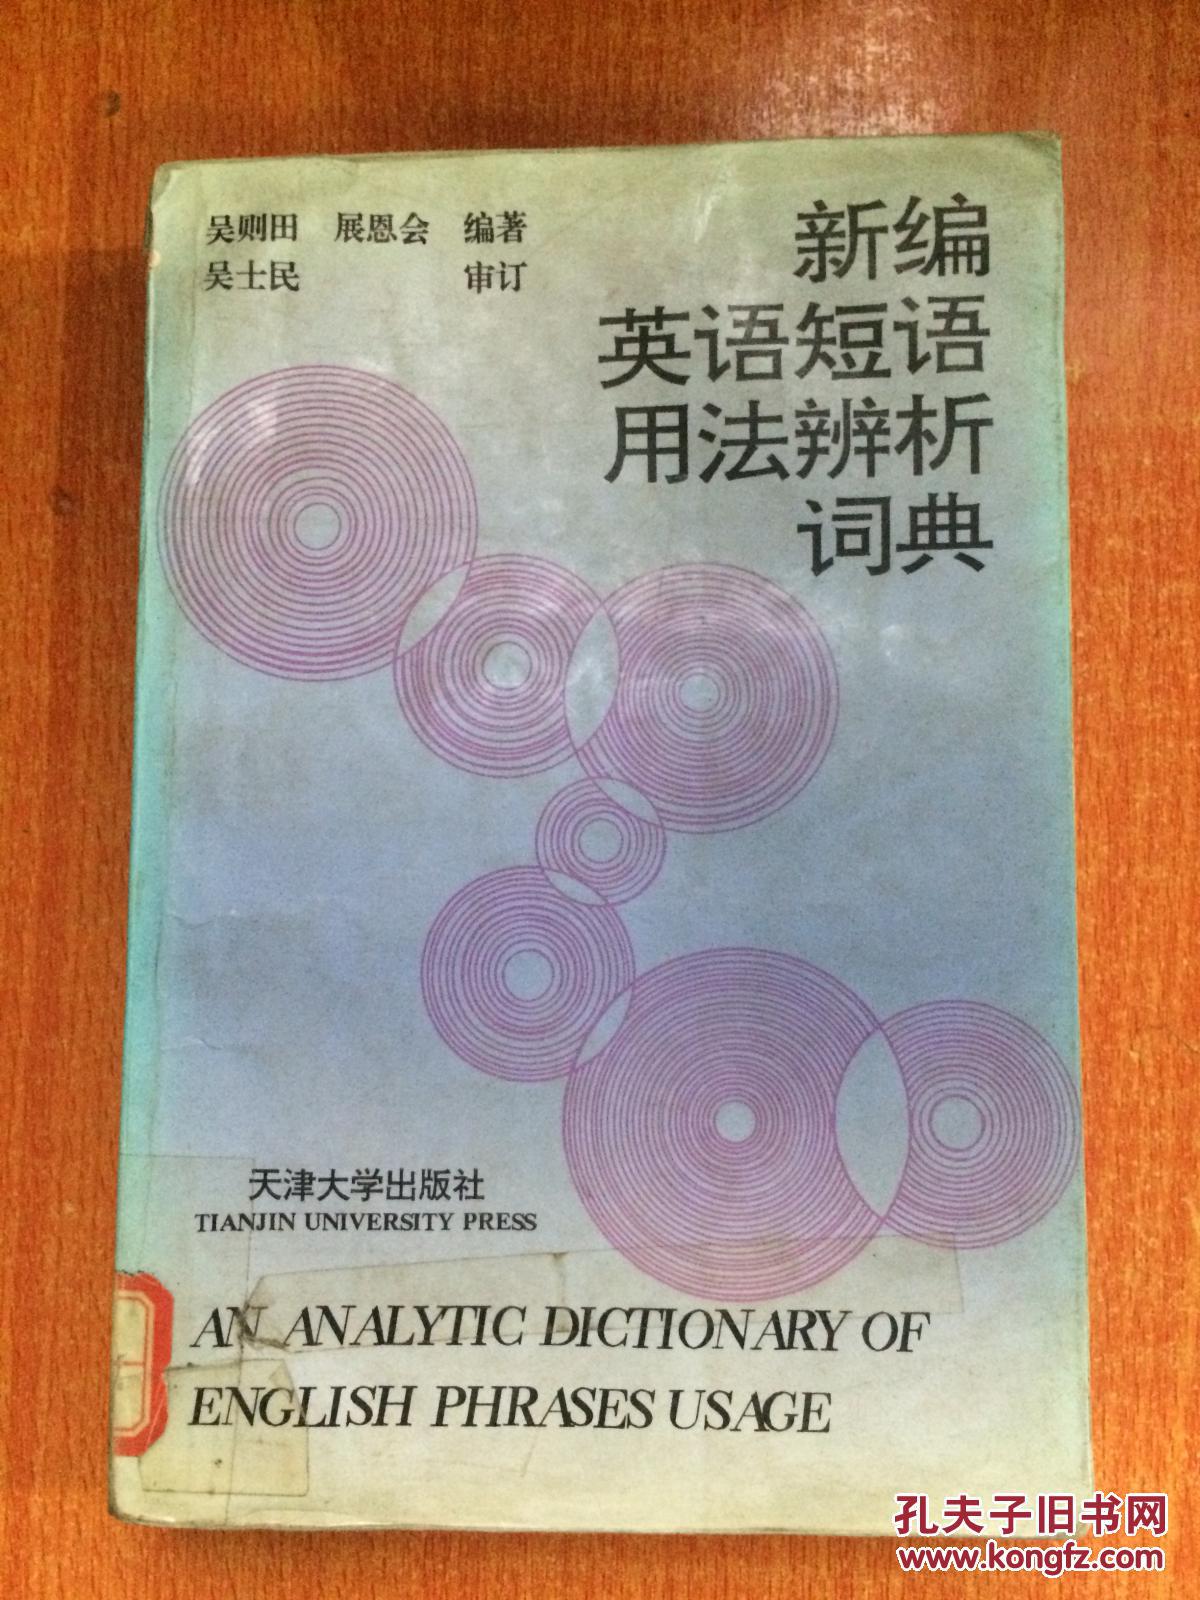 吴则田 展恩会 编著
吴士民 审订
新编
英语短语
用法辨析
词典
天津大学出版社
TIANJIN UNIVERSITY PRESS
AN ANALYTIC DICTIONARY OF
ENGLISH PHRASES USAGE
孔夫子旧书网
www.kongfz.com